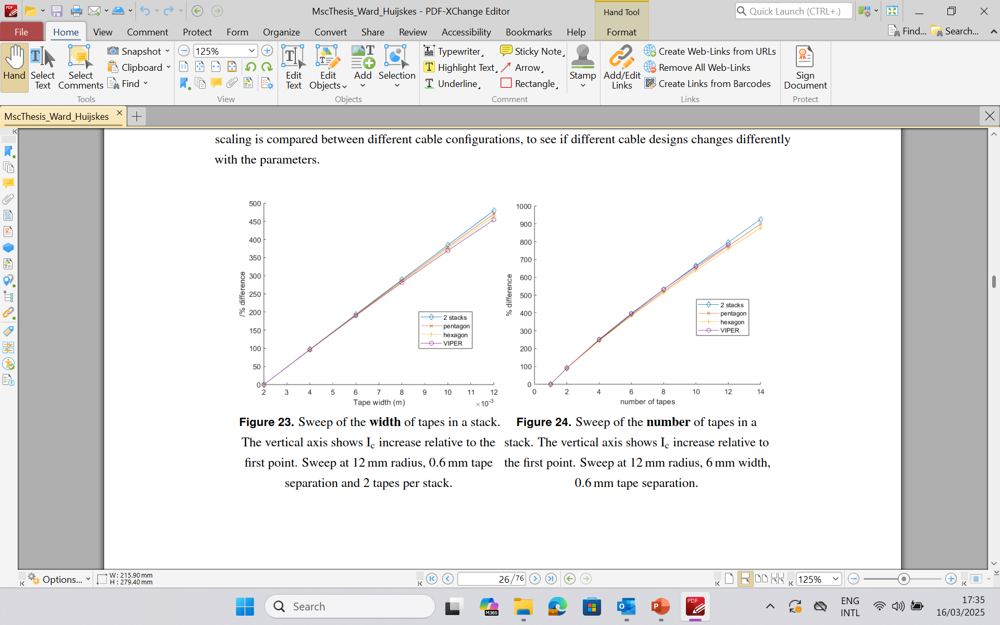 MscThesis_Ward_Huijskes - PDF-XChange Editor
Hand Tool
Quick Launch (CTRL+.)
File
Home
View
Comment
Protect
Form
Organize
Convert
Share
Review
Accessibility
Bookmarks
Help
Format
Find...
Search...
Hand
Select Text
Select Comments
Snapshot
Clipboard
Find
Tools
125%
View
Edit Text
Edit Objects
Add
Selection
Objects
Typewriter
Highlight Text
Underline
Sticky Note
Arrow
Rectangle
Stamp
Comment
Add/Edit Links
Create Web-Links from URLs
Remove All Web-Links
Create Links from Barcodes
Links
Sign Document
Protect
MscThesis_Ward_Huijskes
scaling is compared between different cable configurations, to see if different cable designs changes differently
with the parameters.
500
450
400
350
300
250
200
150
100
50
0
/% difference
2 3 4 5 6 7 8 9 10 11 12
Tape width (m)
×10-3
2 stacks
pentagon
hexagon
VIPER
1000
900
800
700
600
500
400
300
200
100
0
% difference
0 2 4 6 8 10 12 14
number of tapes
2 stacks
pentagon
hexagon
VIPER
Figure 23. Sweep of the width of tapes in a stack.
The vertical axis shows Ic increase relative to the
first point. Sweep at 12 mm radius, 0.6 mm tape
separation and 2 tapes per stack.
Figure 24. Sweep of the number of tapes in a
stack. The vertical axis shows Ic increase relative to
the first point. Sweep at 12 mm radius, 6 mm width,
0.6 mm tape separation.
Options...
W: 215.90 mm
H: 279.40 mm
26/76
125%
Search
M365
PDF
ENG
INTL
17:35
16/03/2025